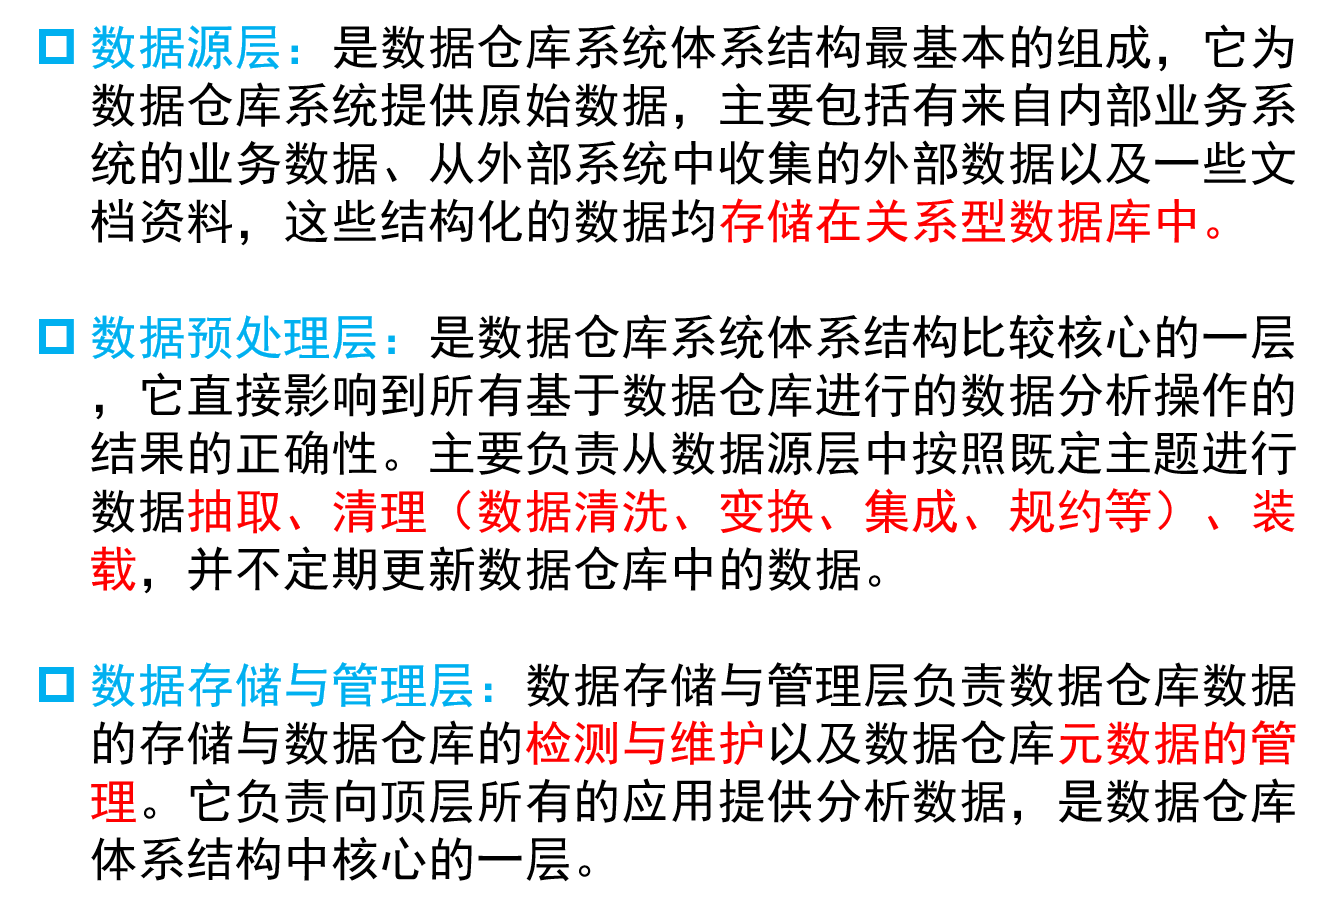 数据源层：是数据仓库系统体系结构最基本的组成，它为
数据仓库系统提供原始数据，主要包括有来自内部业务系
统的业务数据、从外部系统中收集的外部数据以及一些文
档资料，这些结构化的数据均存储在关系型数据库中。
数据预处理层：是数据仓库系统体系结构比较核心的一层
，它直接影响到所有基于数据仓库进行的数据分析操作的
结果的正确性。主要负责从数据源层中按照既定主题进行
数据抽取、清理（数据清洗、变换、集成、规约等）、装
载，并不定期更新数据仓库中的数据。
数据存储与管理层：数据存储与管理层负责数据仓库数据
的存储与数据仓库的检测与维护以及数据仓库元数据的管
理。它负责向顶层所有的应用提供分析数据，是数据仓库
体系结构中核心的一层。